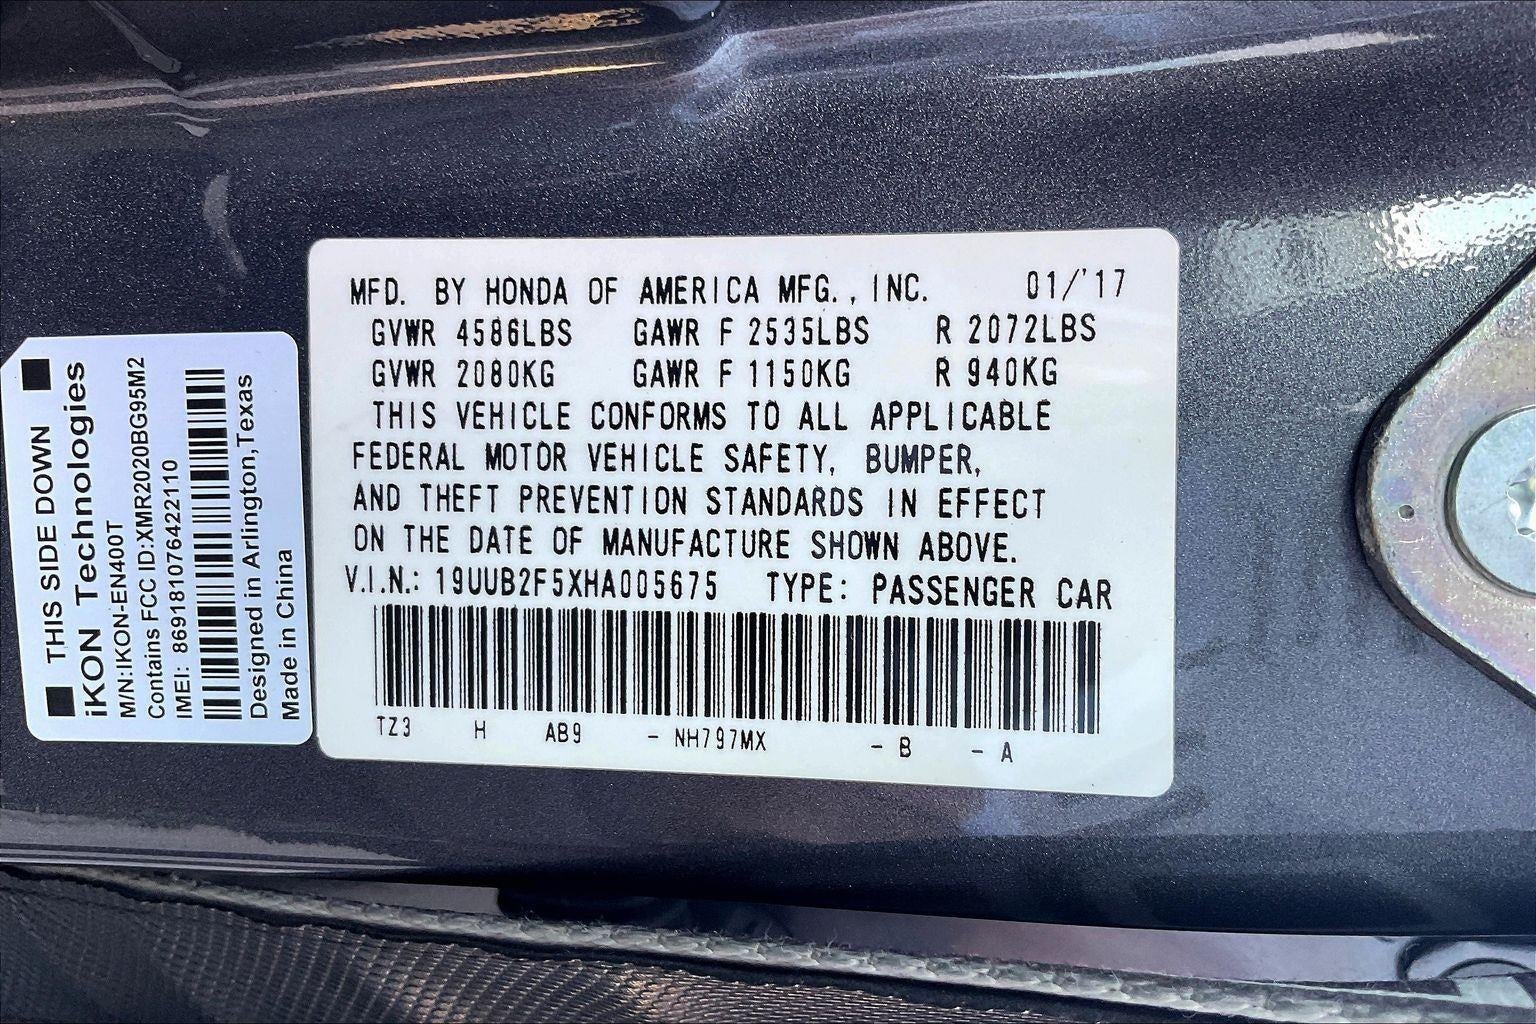 THIS SIDE DOWN
iKON Technologies
M/N:IKON-EN400T
Contains FCC ID:XMR2020BG95M2
IMEI: 869181076422110
Designed in Arlington,Texas
Made in China
MFD. BY HONDA OF AMERICA MFG., INC. 01/'17
GVWR 4586LBS GAWR F 2535LBS R 2072LBS
GVWR 2080KG GAWR F 1150KG R 940KG
THIS VEHICLE CONFORMS TO ALL APPLICABLE
FEDERAL MOTOR VEHICLE SAFETY, BUMPER,
AND THEFT PREVENTION STANDARDS IN EFFECT
ON THE DATE OF MANUFACTURE SHOWN ABOVE.
V.I.N.: 19UUB2F5XHA005675 TYPE: PASSENGER CAR
TZ3 H AB9 - NH797MX - B - A